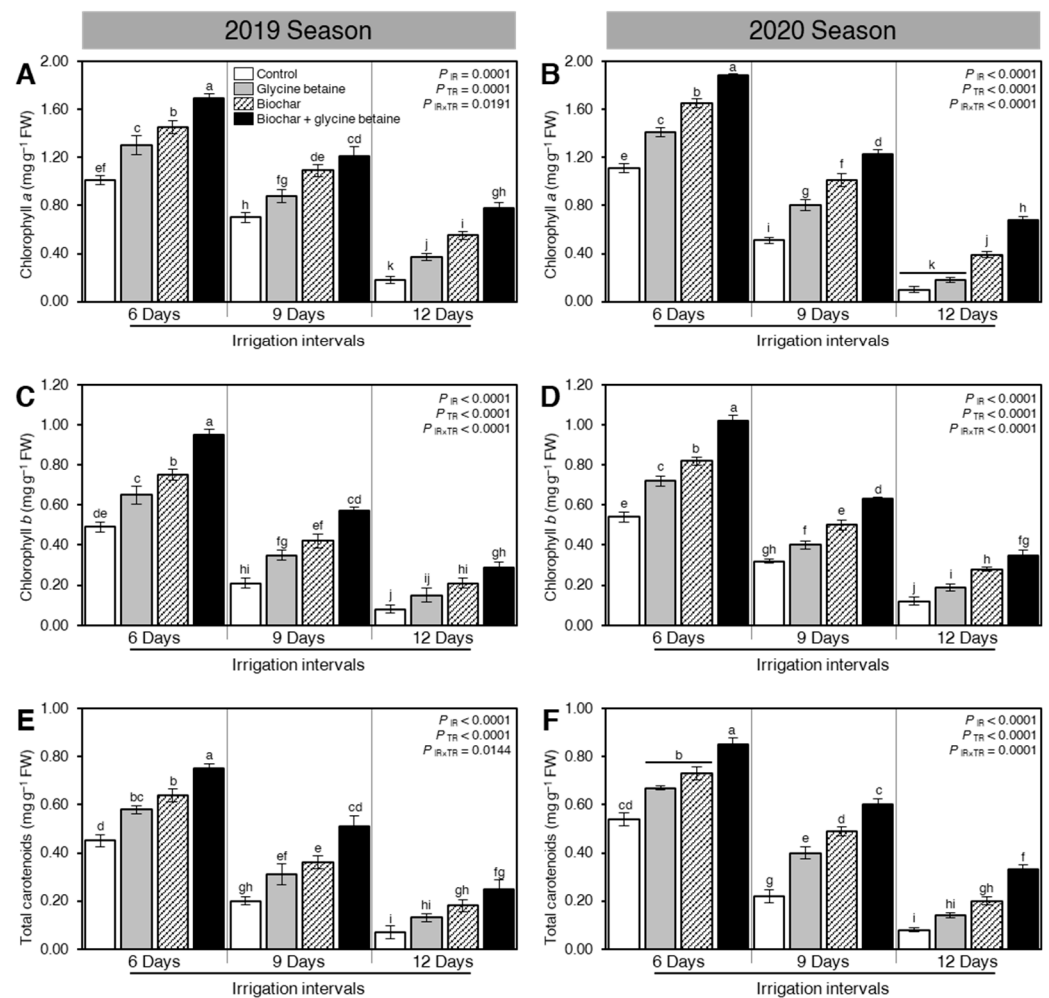 2019 Season
2020 Season
A
Chlorophyll a (mg g⁻¹ FW)
2.00
1.60
1.20
0.80
0.40
0.00
Control
Glycine betaine
Biochar
Biochar + glycine betaine
P IR = 0.0001
P TR = 0.0001
P IR×TR = 0.0191
ef c b a
h fg de cd
k j i gh
6 Days 9 Days 12 Days
Irrigation intervals
B
Chlorophyll a (mg g⁻¹ FW)
2.00
1.60
1.20
0.80
0.40
0.00
P IR < 0.0001
P TR < 0.0001
P IR×TR < 0.0001
e c b a
i g f d
k j h
6 Days 9 Days 12 Days
Irrigation intervals
C
Chlorophyll b (mg g⁻¹ FW)
1.20
1.00
0.80
0.60
0.40
0.20
0.00
P IR < 0.0001
P TR < 0.0001
P IR×TR < 0.0001
de c b a
hi fg ef cd
j ij hi gh
6 Days 9 Days 12 Days
Irrigation intervals
D
Chlorophyll b (mg g⁻¹ FW)
1.20
1.00
0.80
0.60
0.40
0.20
0.00
P IR < 0.0001
P TR < 0.0001
P IR×TR < 0.0001
e c b a
gh f e d
j i h fg
6 Days 9 Days 12 Days
Irrigation intervals
E
Total carotenoids (mg g⁻¹ FW)
1.00
0.80
0.60
0.40
0.20
0.00
P IR < 0.0001
P TR < 0.0001
P IR×TR = 0.0144
d bc b a
gh ef e cd
i hi gh fg
6 Days 9 Days 12 Days
Irrigation intervals
F
Total carotenoids (mg g⁻¹ FW)
1.00
0.80
0.60
0.40
0.20
0.00
P IR < 0.0001
P TR < 0.0001
P IR×TR = 0.0001
cd b a
g e d c
i hi gh f
6 Days 9 Days 12 Days
Irrigation intervals